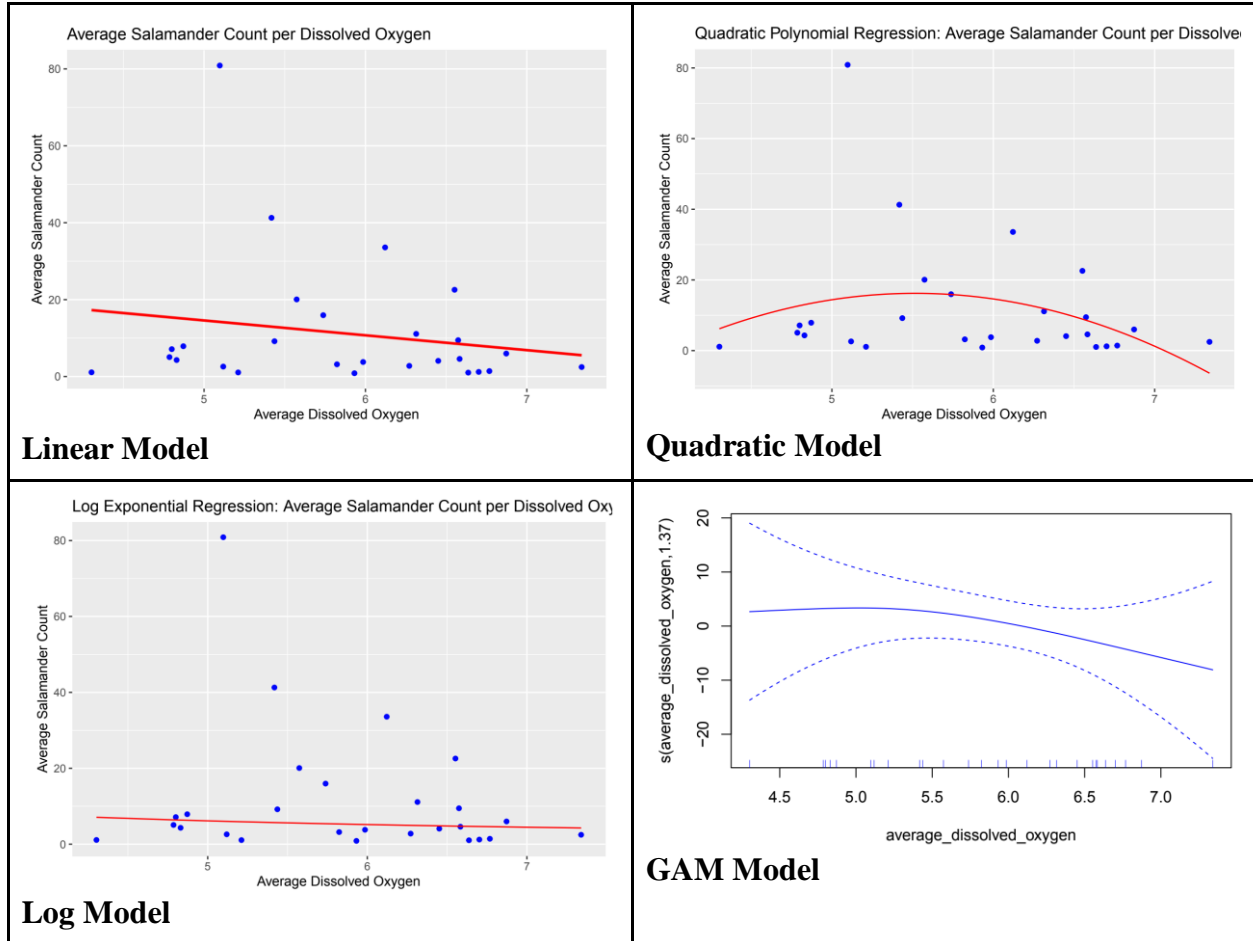 Average Salamander Count per Dissolved Oxygen
80
60
40
20
0
Average Salamander Count
5
6
7
Average Dissolved Oxygen
Linear Model
Quadratic Polynomial Regression: Average Salamander Count per Dissolve
80
60
40
20
0
Average Salamander Count
5
6
7
Average Dissolved Oxygen
Quadratic Model
Log Exponential Regression: Average Salamander Count per Dissolved Oxy
80
60
40
20
0
Average Salamander Count
5
6
7
Average Dissolved Oxygen
Log Model
s(average_dissolved_oxygen,1.37)
20
10
0
-10
-20
4.5
5.0
5.5
6.0
6.5
7.0
average_dissolved_oxygen
GAM Model